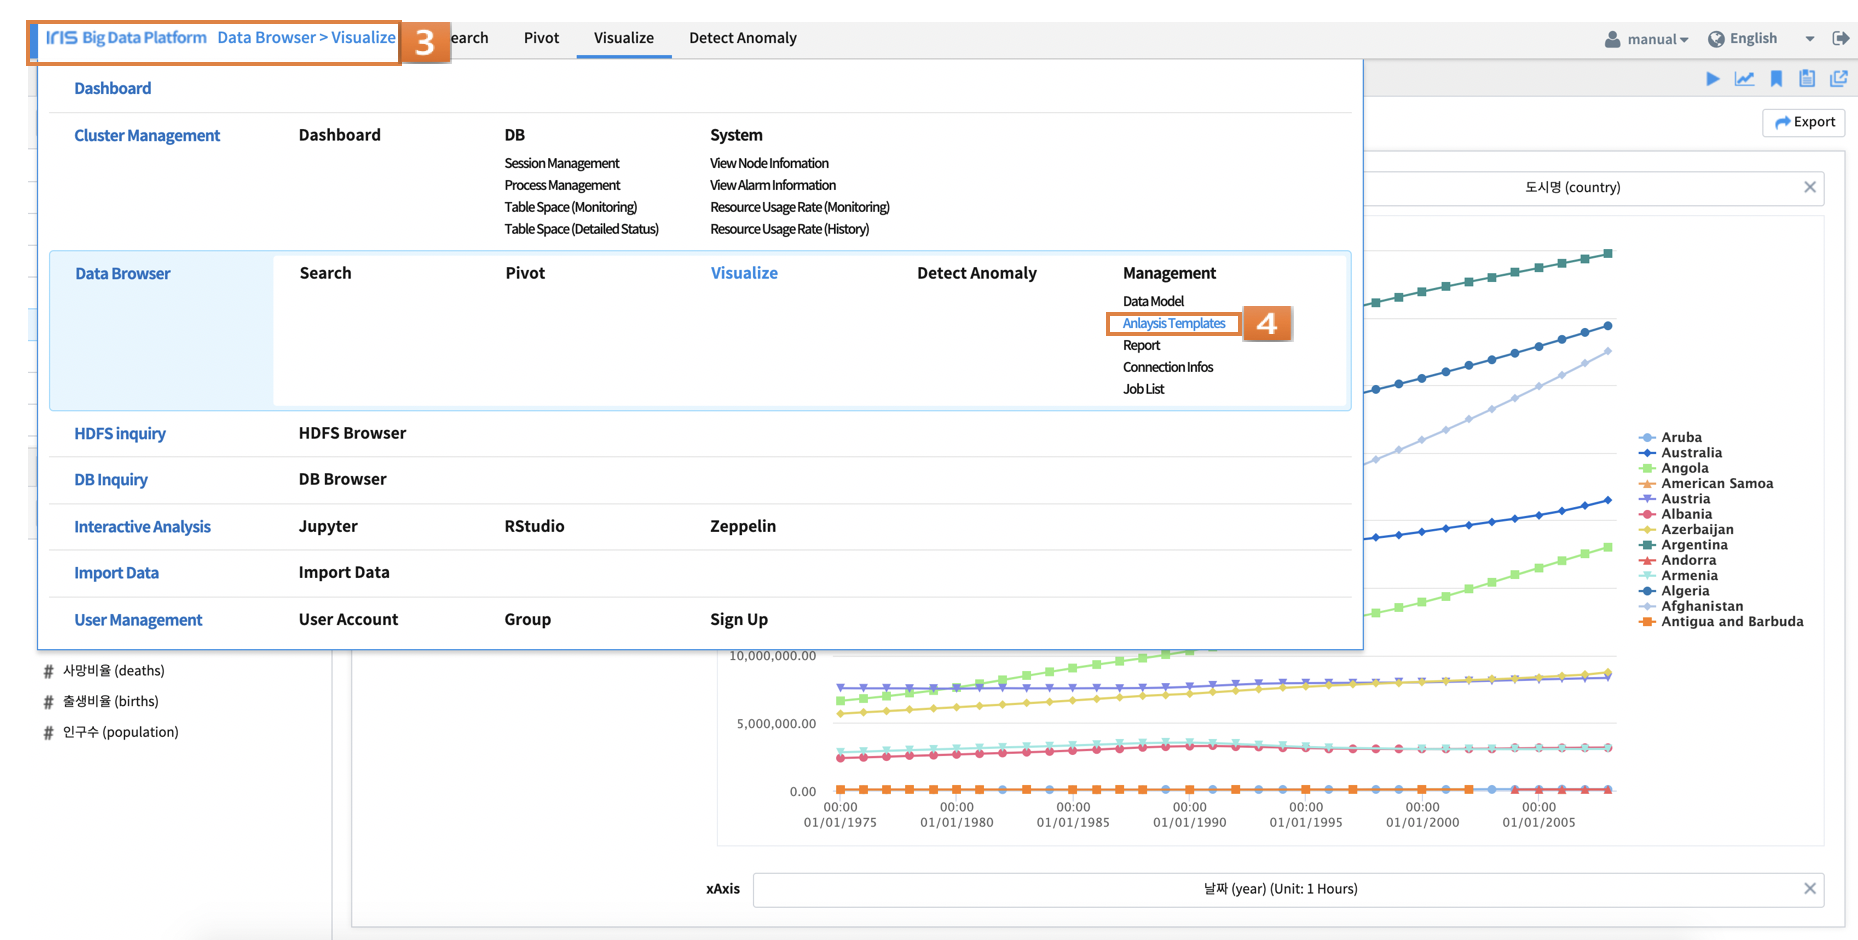 IRIS Big Data Platform Data Browser > Visualize 3 earch Pivot Visualize Detect Anomaly manual English
Dashboard
Export
Cluster Management Dashboard DB System
Session Management View Node Infomation
Process Management View Alarm Information
도시명 (country)
Table Space (Monitoring) Resource Usage Rate (Monitoring)
Table Space (Detailed Status) Resource Usage Rate (History)
Data Browser Search Pivot Visualize Detect Anomaly Management
Data Model
Anlaysis Templates 4
Report
Connection Infos
Job List
HDFS inquiry HDFS Browser
DB Inquiry DB Browser
Interactive Analysis Jupyter RStudio Zeppelin
Import Data Import Data
User Management User Account Group Sign Up
Aruba
Australia
Angola
American Samoa
Austria
Albania
Azerbaijan
Argentina
Andorra
Armenia
Algeria
Afghanistan
Antigua and Barbuda
# 사망비율 (deaths)
# 출생비율 (births)
# 인구수 (population)
10,000,000.00
5,000,000.00
0.00
00:00 00:00 00:00 00:00 00:00 00:00 00:00
01/01/1975 01/01/1980 01/01/1985 01/01/1990 01/01/1995 01/01/2000 01/01/2005
xAxis 날짜 (year) (Unit: 1 Hours)